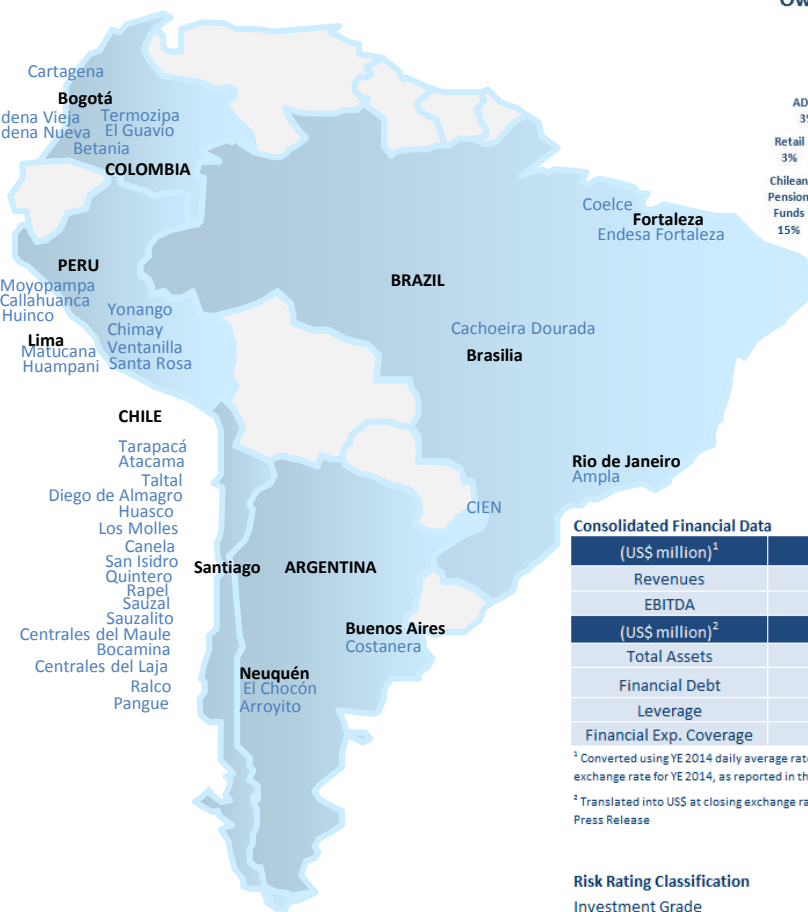 Ow
Cartagena
Bogotá
dena Vieja Termozipa
dena Nueva El Guavio
Betania
COLOMBIA
AD
3%
Retail
3%
Chilean
Pension
Funds
15%
Coelce
Fortaleza
Endesa Fortaleza
PERU
BRAZIL
Moyopampa
Callahuanca
Huinco
Yonango
Chimay
Ventanilla
Santa Rosa
Lima
Matucana
Huampani
Cachoeira Dourada
Brasilia
CHILE
Tarapacá
Atacama
Taltal
Diego de Almagro
Huasco
Los Molles
Canela
San Isidro
Quintero
Rapel
Sauzal
Sauzalito
Centrales del Maule
Bocamina
Centrales del Laja
Ralco
Pangue
Rio de Janeiro
Ampla
CIEN
Santiago
ARGENTINA
Buenos Aires
Costanera
Neuquén
El Chocón
Arroyito
Consolidated Financial Data
(US$ million)1
Revenues
EBITDA
(US$ million)2
Total Assets
Financial Debt
Leverage
Financial Exp. Coverage
1 Converted using YE 2014 daily average rate
exchange rate for YE 2014, as reported in th
2 Translated into US$ at closing exchange ra
Press Release
Risk Rating Classification
Investment Grade